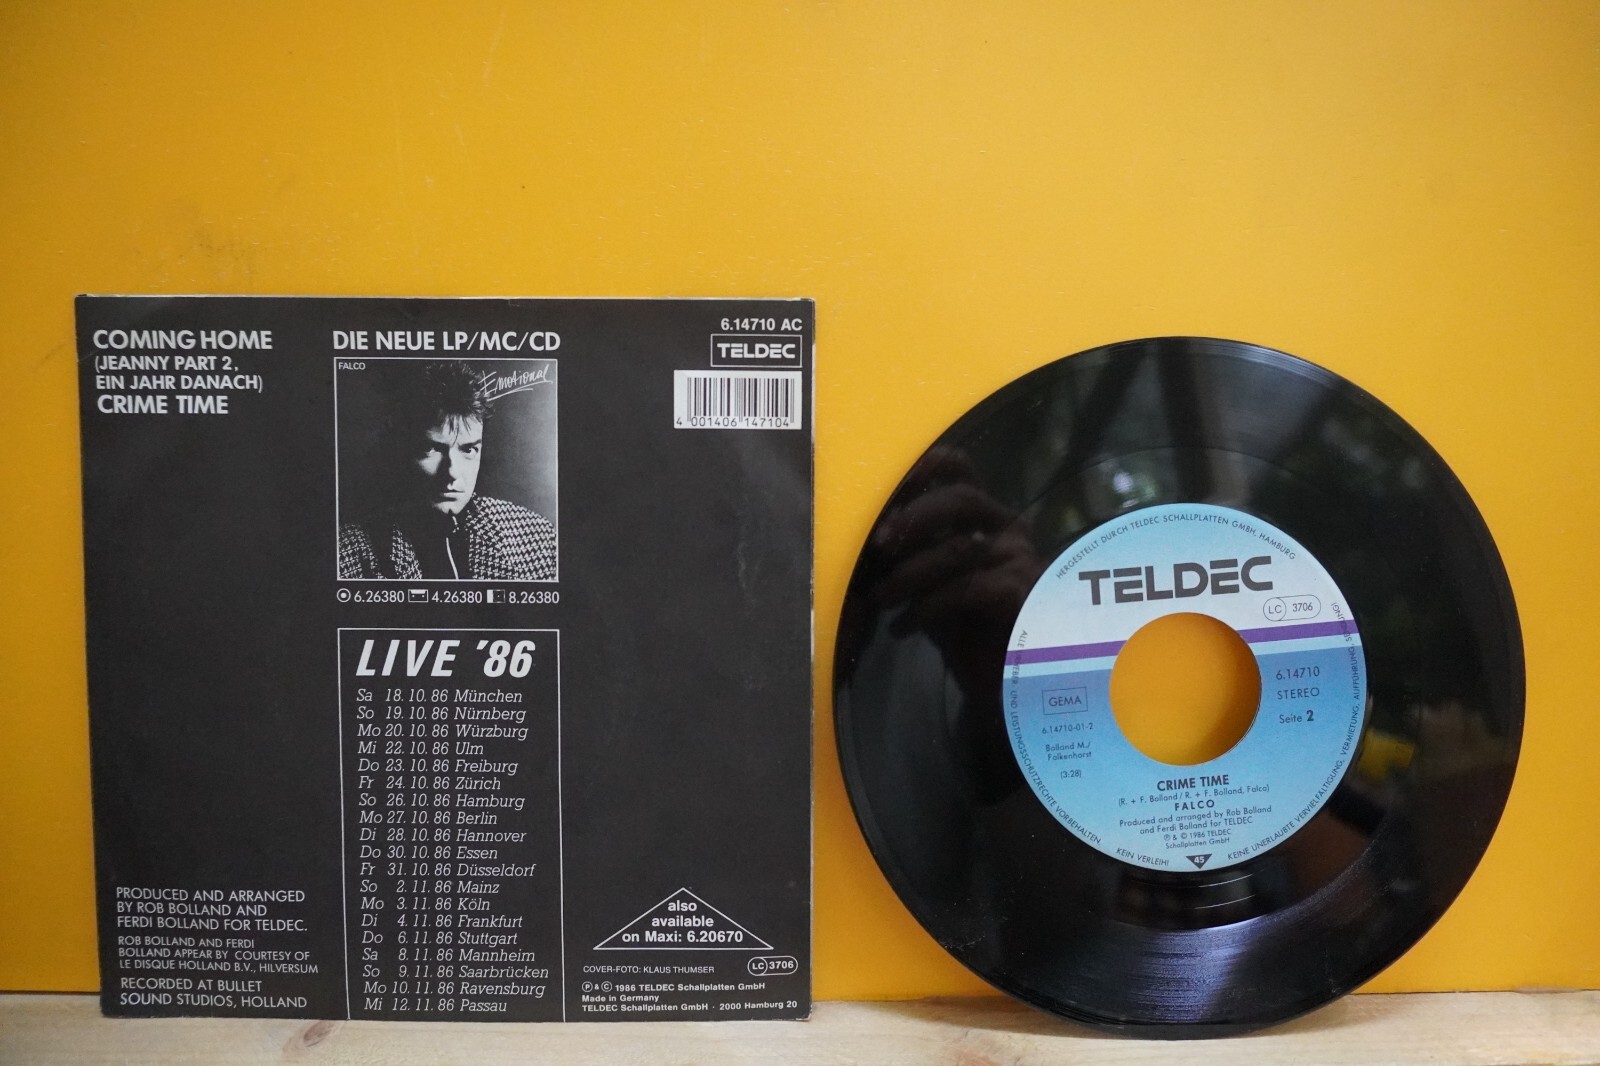 COMING HOME
(JEANNY PART 2,
EIN JAHR DANACH)
CRIME TIME
DIE NEUE LP/MC/CD
FALCO
Emotional
6.26380 4.26380 8.26380
6.14710 AC
TELDEC
4 001406 147104
LIVE '86
Sa 18. 10. 86 München
So 19. 10. 86 Nürnberg
Mo 20. 10. 86 Würzburg
Mi 22. 10. 86 Ulm
Do 23. 10. 86 Freiburg
Fr 24. 10. 86 Zürich
So 26. 10. 86 Hamburg
Mo 27. 10. 86 Berlin
Di 28. 10. 86 Hannover
Do 30. 10. 86 Essen
Fr 31. 10. 86 Düsseldorf
So 2. 11. 86 Mainz
Mo 3. 11. 86 Köln
Di 4. 11. 86 Frankfurt
Do 6. 11. 86 Stuttgart
Sa 8. 11. 86 Mannheim
So 9. 11. 86 Saarbrücken
Mo 10. 11. 86 Ravensburg
Mi 12. 11. 86 Passau
PRODUCED AND ARRANGED
BY ROB BOLLAND AND
FERDI BOLLAND FOR TELDEC.
ROB BOLLAND AND FERDI
BOLLAND APPEAR BY COURTESY OF
LE DISQUE HOLLAND B.V., HILVERSUM
RECORDED AT BULLET
SOUND STUDIOS, HOLLAND
also
available
on Maxi: 6.20670
COVER-FOTO: KLAUS THUMSER
LC 3706
℗ & © 1986 TELDEC Schallplatten GmbH
Made in Germany
TELDEC Schallplatten GmbH · 2000 Hamburg 20
HERGESTELLT DURCH TELDEC SCHALLPLATTEN GMBH, HAMBURG
TELDEC
LC 3706
6.14710
STEREO
Seite 2
GEMA
6.14710-01-2
Bolland M./
Falkenhorst
(3:28)
CRIME TIME
(R. + F. Bolland / R. + F. Bolland, Falco)
FALCO
Produced and arranged by Rob Bolland
and Ferdi Bolland for TELDEC
℗ & © 1986 TELDEC
Schallplatten GmbH
45
ALLE UND LEISTUNGSSCHUTZRECHTE VORBEHALTEN. KEIN VERLEIH! KEINE UNERLAUBTE VERVIELFÄLTIGUNG, VERMIETUNG, AUFFÜHRUNG,